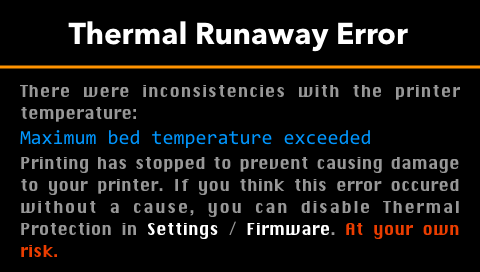 Thermal Runaway Error
There were inconsistencies with the printer
temperature:
Maximum bed temperature exceeded
Printing has stopped to prevent causing damage
to your printer. If you think this error occured
without a cause, you can disable Thermal
Protection in Settings / Firmware. At your own
risk.